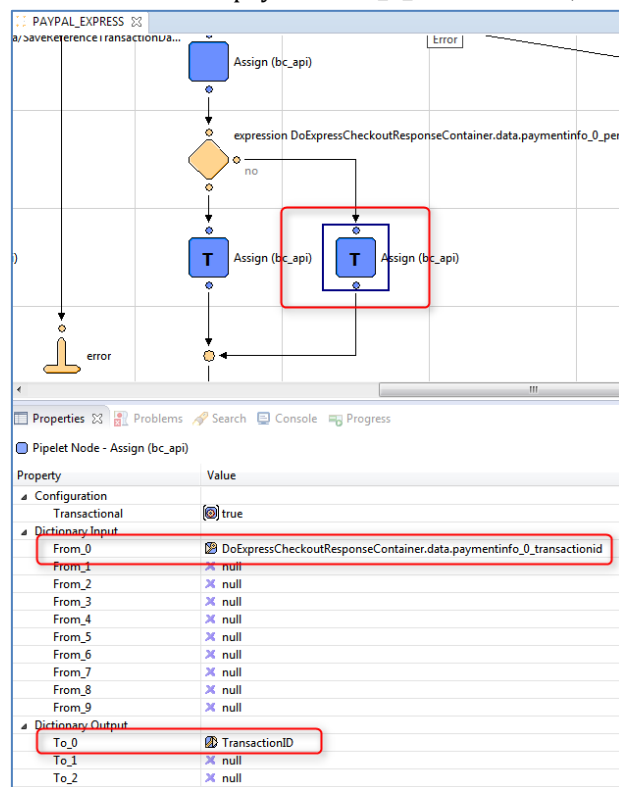 PAYPAL_EXPRESS
a/SaveReferenceTransactionDa...
Error
Assign (bc_api)
expression DoExpressCheckoutResponseContainer.data.paymentinfo_0_per
no
)
T
Assign (bc_api)
T
Assign (bc_api)
error
Properties
Problems
Search
Console
Progress
Pipelet Node - Assign (bc_api)
Property Value
Configuration
Transactional true
Dictionary Input
From_0 DoExpressCheckoutResponseContainer.data.paymentinfo_0_transactionid
From_1 null
From_2 null
From_3 null
From_4 null
From_5 null
From_6 null
From_7 null
From_8 null
From_9 null
Dictionary Output
To_0 TransactionID
To_1 null
To_2 null